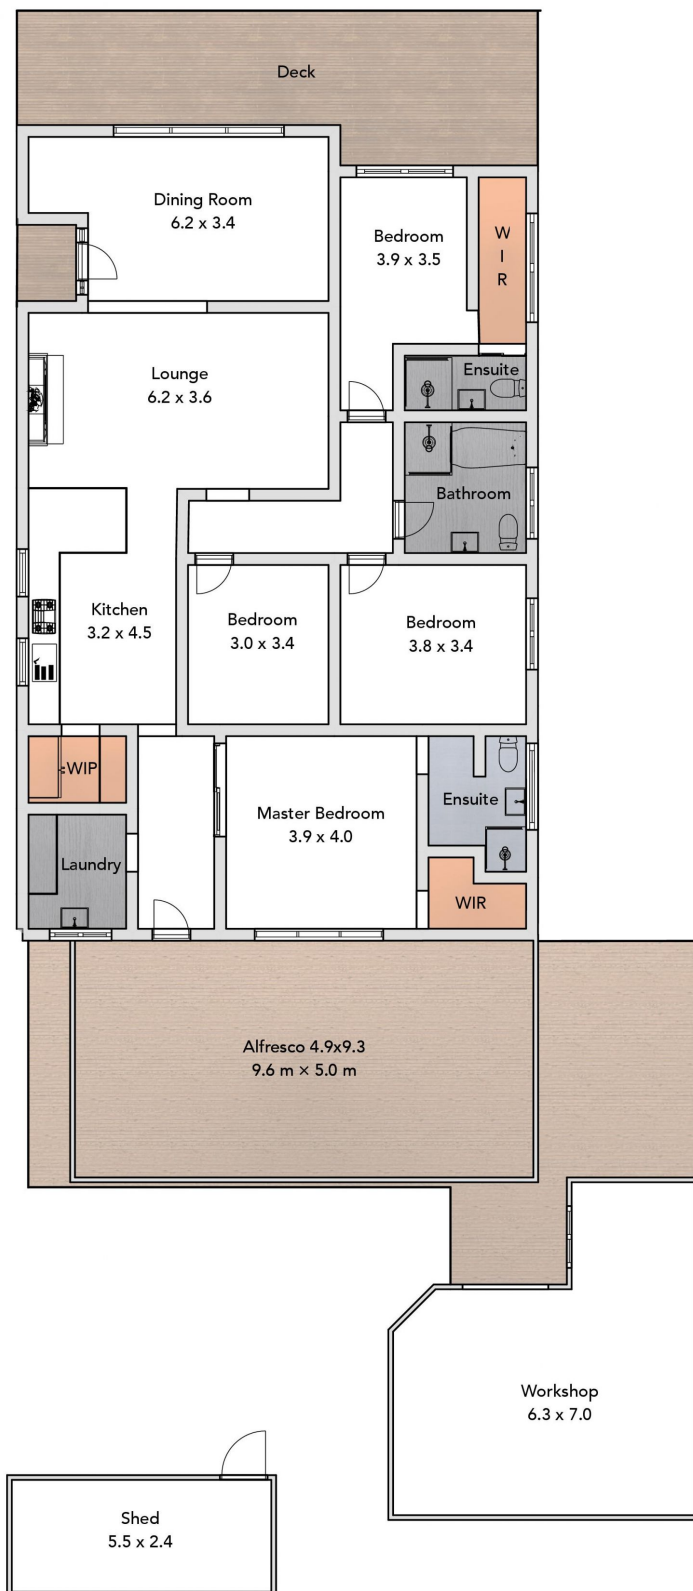 Deck
Dining Room
6.2 x 3.4
Bedroom
3.9 x 3.5
W
I
R
Lounge
6.2 x 3.6
Ensuite
Bathroom
Kitchen
3.2 x 4.5
Bedroom
3.0 x 3.4
Bedroom
3.8 x 3.4
WIP
Master Bedroom
3.9 x 4.0
Ensuite
Laundry
WIR
Alfresco 4.9x9.3
9.6 m × 5.0 m
Workshop
6.3 x 7.0
Shed
5.5 x 2.4